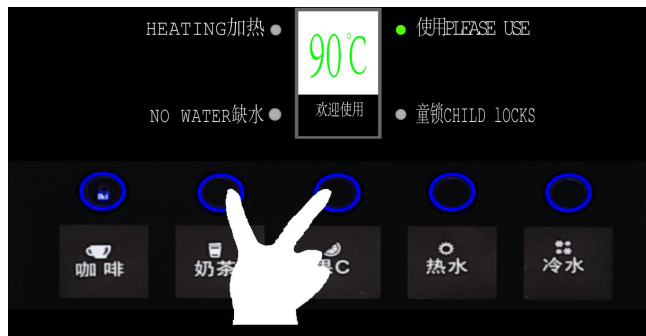 HEATING加热
90℃
使用PLEASE USE
NO WATER缺水
欢迎使用
童锁CHILD lOCKS
咖啡
奶茶
果C
热水
冷水